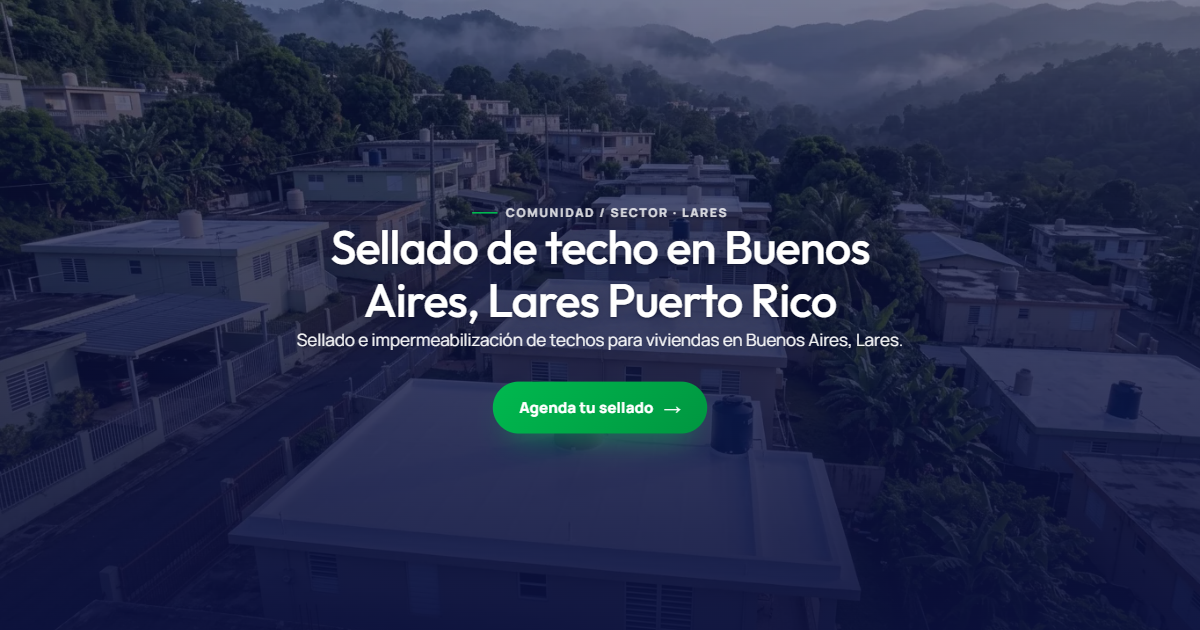 COMUNIDAD / SECTOR · LARES
Sellado de techo en Buenos
Aires, Lares Puerto Rico
Sellado e impermeabilización de techos para viviendas en Buenos Aires, Lares.
Agenda tu sellado →